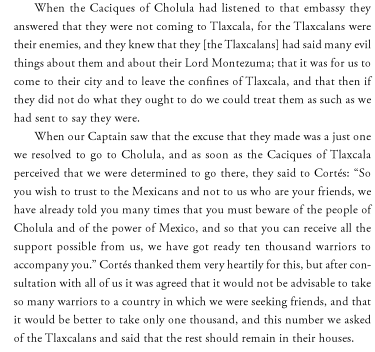 When the Caciques of Cholula had listened to that embassy they
answered that they were not coming to Tlaxcala, for the Tlaxcalans were
their enemies, and they knew that they [the Tlaxcalans] had said many evil
things about them and about their Lord Montezuma; that it was for us to
come to their city and to leave the confines of Tlaxcala, and that then if
they did not do what they ought to do we could treat them as such as we
had sent to say they were.
When our Captain saw that the excuse that they made was a just one
we resolved to go to Cholula, and as soon as the Caciques of Tlaxcala
perceived that we were determined to go there, they said to Cortés: “So
you wish to trust to the Mexicans and not to us who are your friends, we
have already told you many times that you must beware of the people of
Cholula and of the power of Mexico, and so that you can receive all the
support possible from us, we have got ready ten thousand warriors to
accompany you.” Cortés thanked them very heartily for this, but after con-
sultation with all of us it was agreed that it would not be advisable to take
so many warriors to a country in which we were seeking friends, and that
it would be better to take only one thousand, and this number we asked
of the Tlaxcalans and said that the rest should remain in their houses.